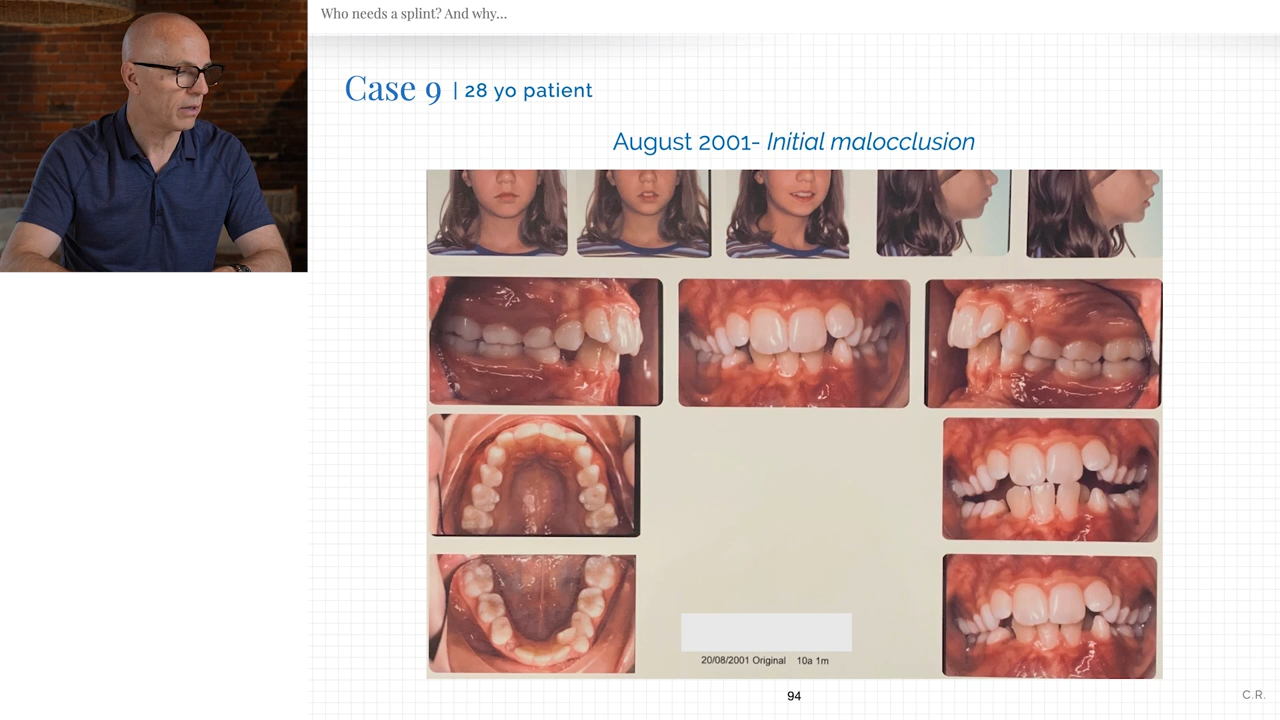 Who needs a splint? And why...
Case 9 | 28 yo patient
August 2001- Initial malocclusion
20/08/2001 Original 10a 1m
94
C.R.